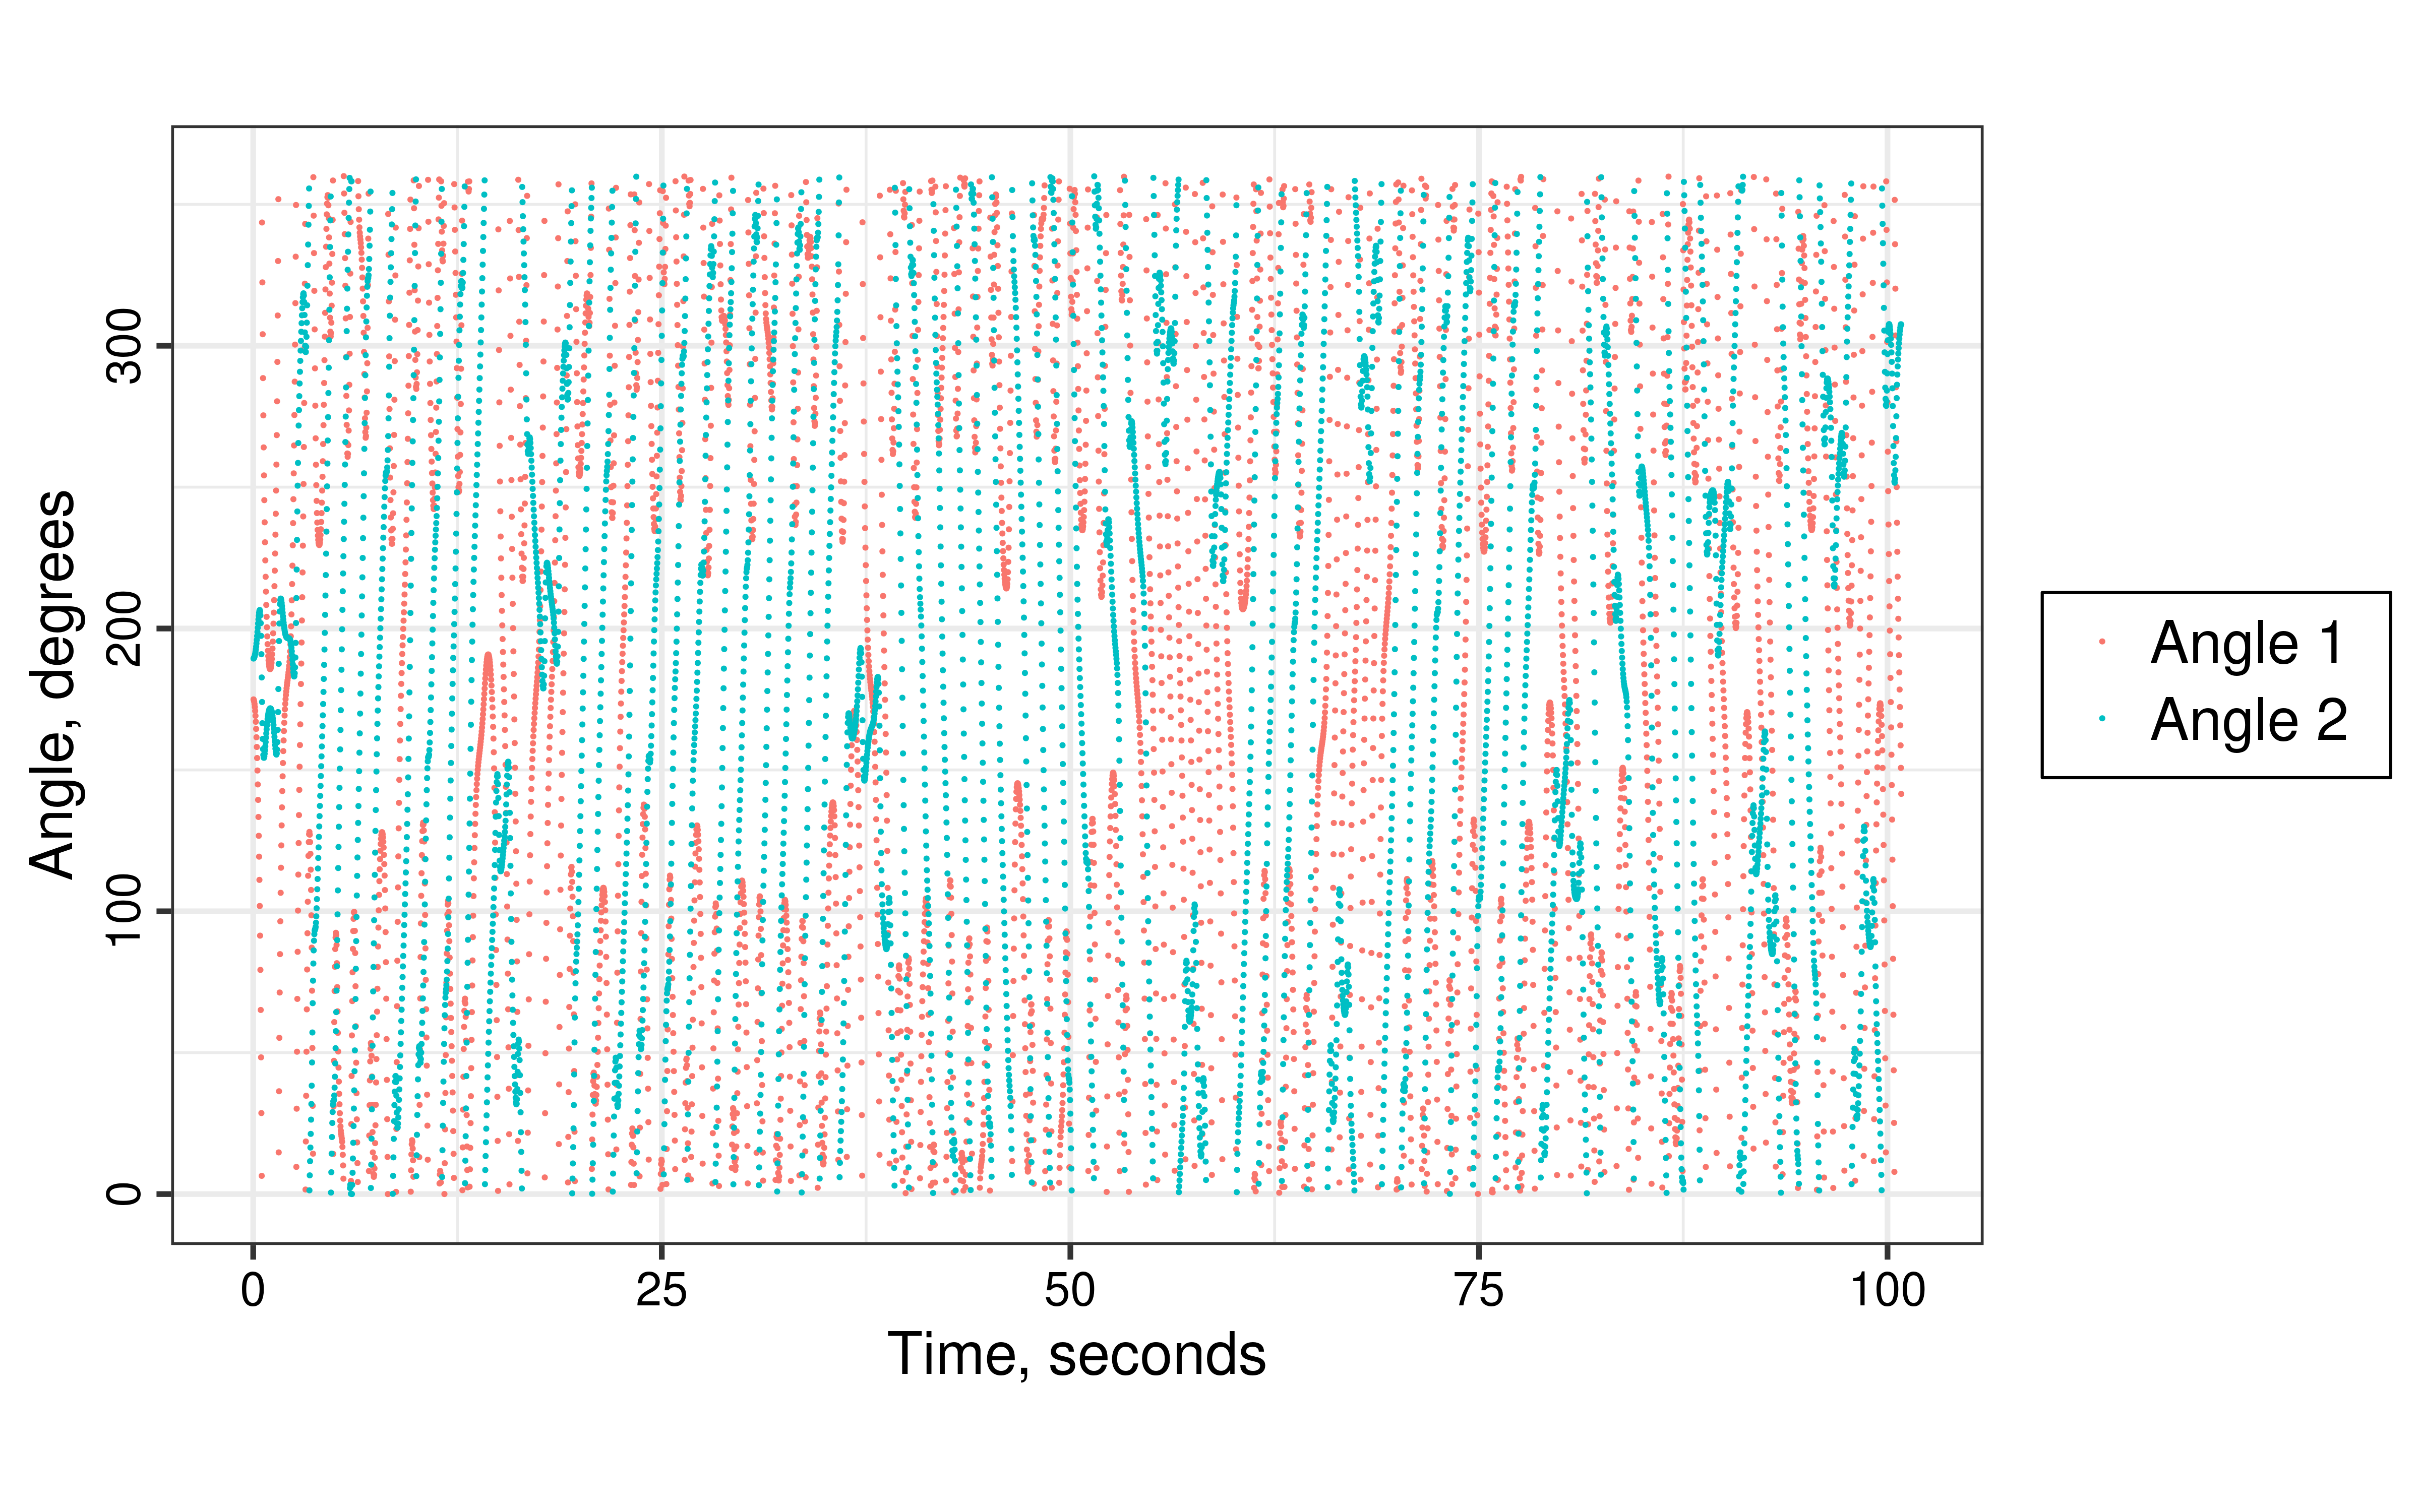 Angle, degrees
300
200
100
0
0 25 50 75 100
Time, seconds
Angle 1
Angle 2